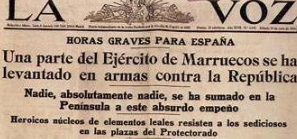 LA VOZ
HORAS GRAVES PARA ESPAÑA
Una parte del Ejército de Marruecos se ha
levantado en armas contra la República
Nadie, absolutamente nadie, se ha sumado en la
Península a este absurdo empeño
Heroicos núcleos de elementos leales resisten a los sediciosos
en las plazas del Protectorado